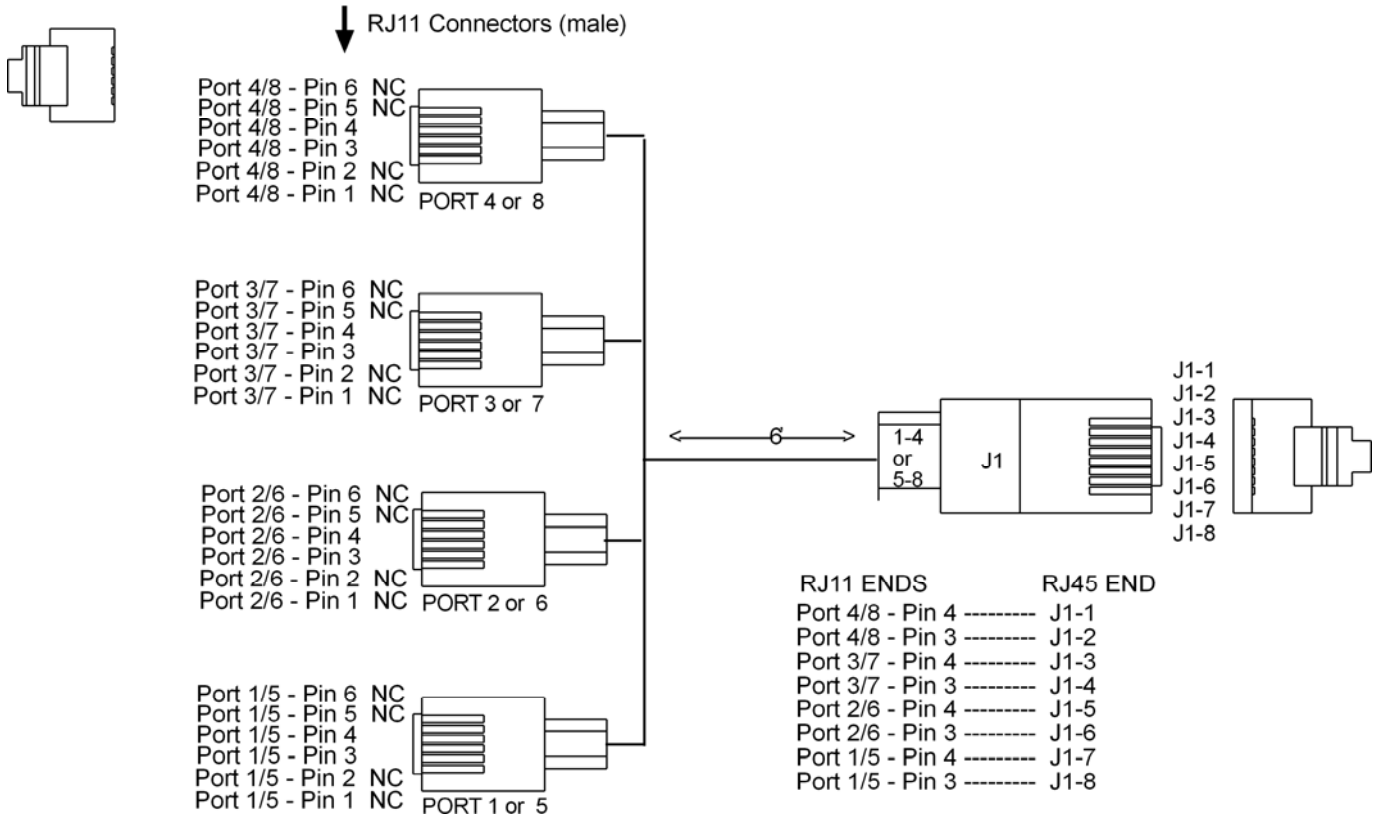 RJ11 Connectors (male)
Port 4/8 - Pin 6 NC
Port 4/8 - Pin 5 NC
Port 4/8 - Pin 4
Port 4/8 - Pin 3
Port 4/8 - Pin 2 NC
Port 4/8 - Pin 1 NC
PORT 4 or 8
Port 3/7 - Pin 6 NC
Port 3/7 - Pin 5 NC
Port 3/7 - Pin 4
Port 3/7 - Pin 3
Port 3/7 - Pin 2 NC
Port 3/7 - Pin 1 NC
PORT 3 or 7
Port 2/6 - Pin 6 NC
Port 2/6 - Pin 5 NC
Port 2/6 - Pin 4
Port 2/6 - Pin 3
Port 2/6 - Pin 2 NC
Port 2/6 - Pin 1 NC
PORT 2 or 6
Port 1/5 - Pin 6 NC
Port 1/5 - Pin 5 NC
Port 1/5 - Pin 4
Port 1/5 - Pin 3
Port 1/5 - Pin 2 NC
Port 1/5 - Pin 1 NC
PORT 1 or 5
6'
1-4
or
5-8
J1
J1-1
J1-2
J1-3
J1-4
J1-5
J1-6
J1-7
J1-8
RJ11 ENDS RJ45 END
Port 4/8 - Pin 4 --------- J1-1
Port 4/8 - Pin 3 --------- J1-2
Port 3/7 - Pin 4 --------- J1-3
Port 3/7 - Pin 3 --------- J1-4
Port 2/6 - Pin 4 --------- J1-5
Port 2/6 - Pin 3 --------- J1-6
Port 1/5 - Pin 4 --------- J1-7
Port 1/5 - Pin 3 --------- J1-8